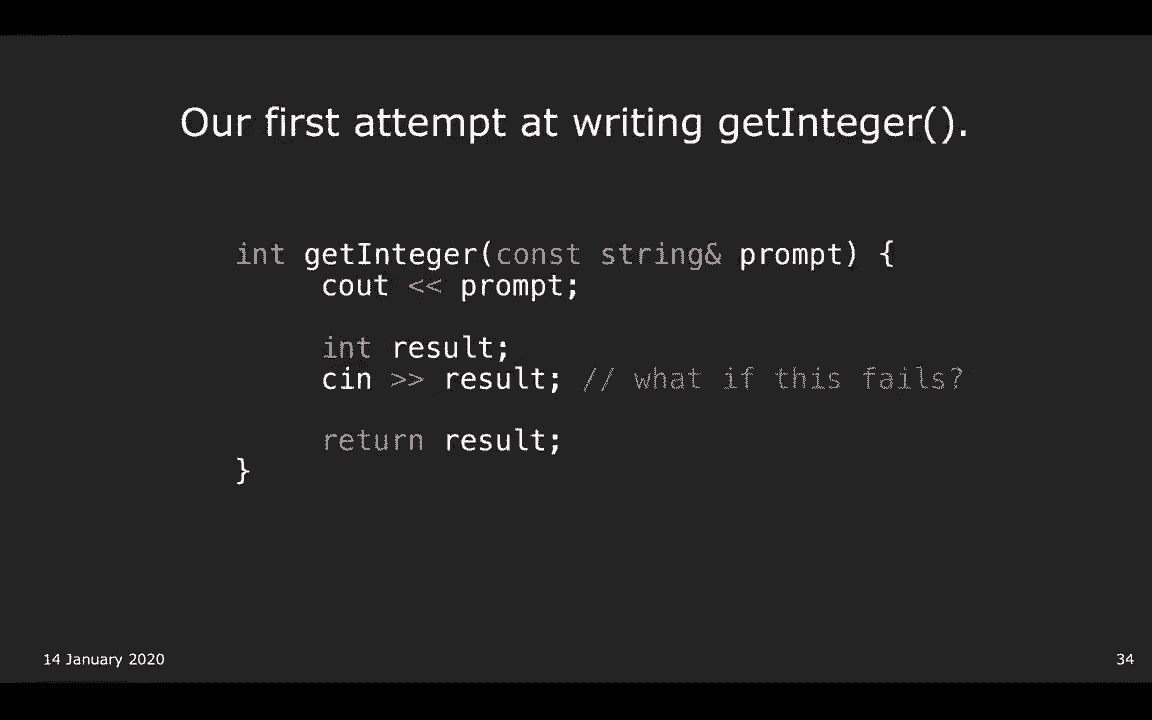 Our first attempt at writing getInteger().
int getInteger(const string& prompt) {
cout << prompt;
int result;
cin >> result; // what if this fails?
return result;
}
14 January 2020
34